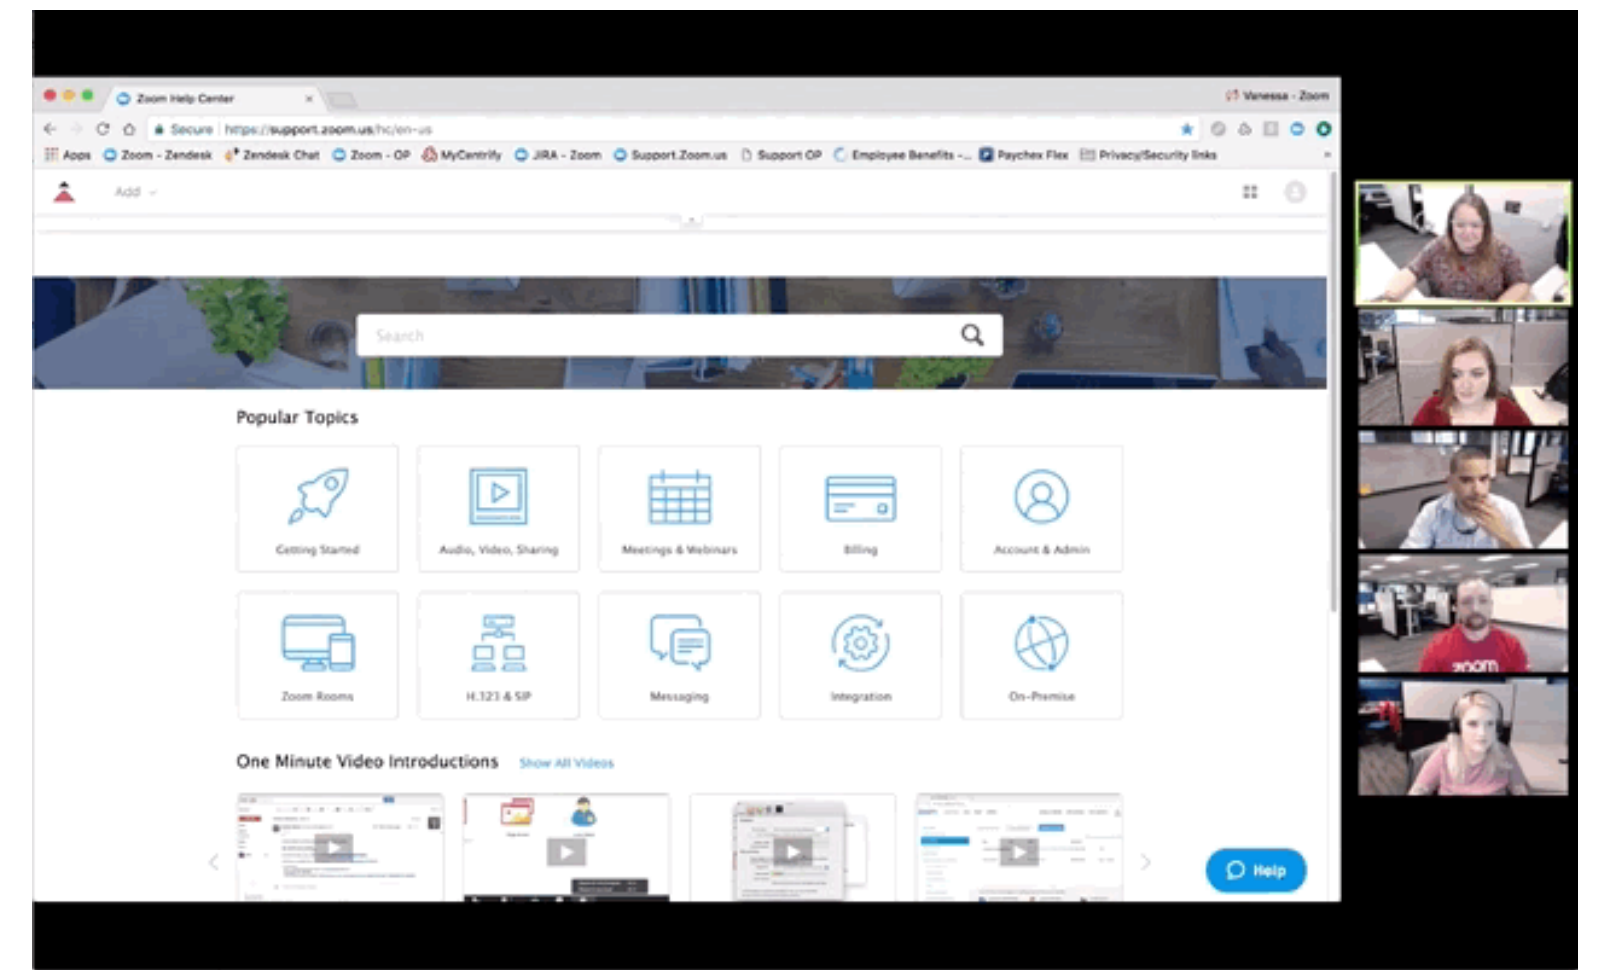 Zoom Help Center
Vanessa - Zoom
Secure https://support.zoom.us/hc/en-us
Apps Zoom - Zendesk Zendesk Chat Zoom - OP MyCentrify JIRA - Zoom Support.Zoom.us Support OP Employee Benefits -... Paychex Flex Privacy/Security links
Add
Search
Popular Topics
Getting Started Audio, Video, Sharing Meetings & Webinars Billing Account & Admin
Zoom Rooms H.323 & SIP Messaging Integration On-Premise
One Minute Video Introductions Show All Videos
Help
zoom